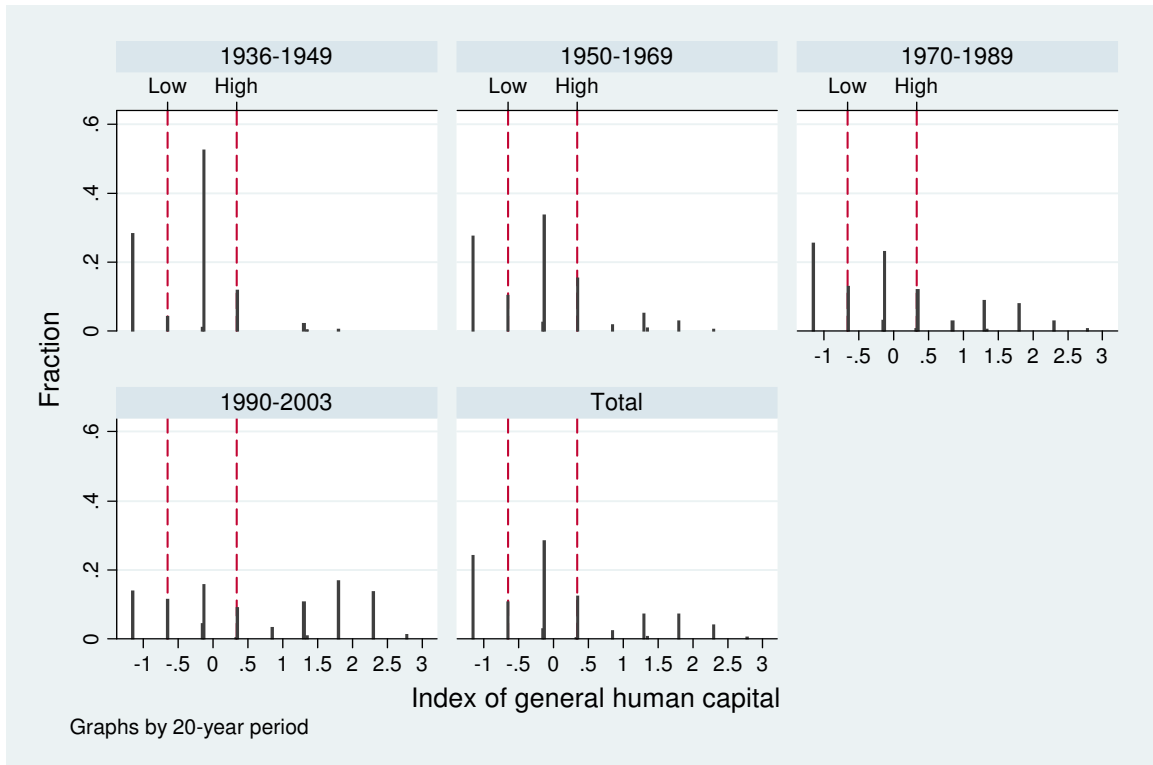 1936-1949 1950-1969 1970-1989
Low High Low High Low High
.6
.4
.2
0
-1 -.5 0 .5 1 1.5 2 2.5 3
1990-2003 Total
.6
.4
.2
0
-1 -.5 0 .5 1 1.5 2 2.5 3 -1 -.5 0 .5 1 1.5 2 2.5 3
Fraction
Index of general human capital
Graphs by 20-year period